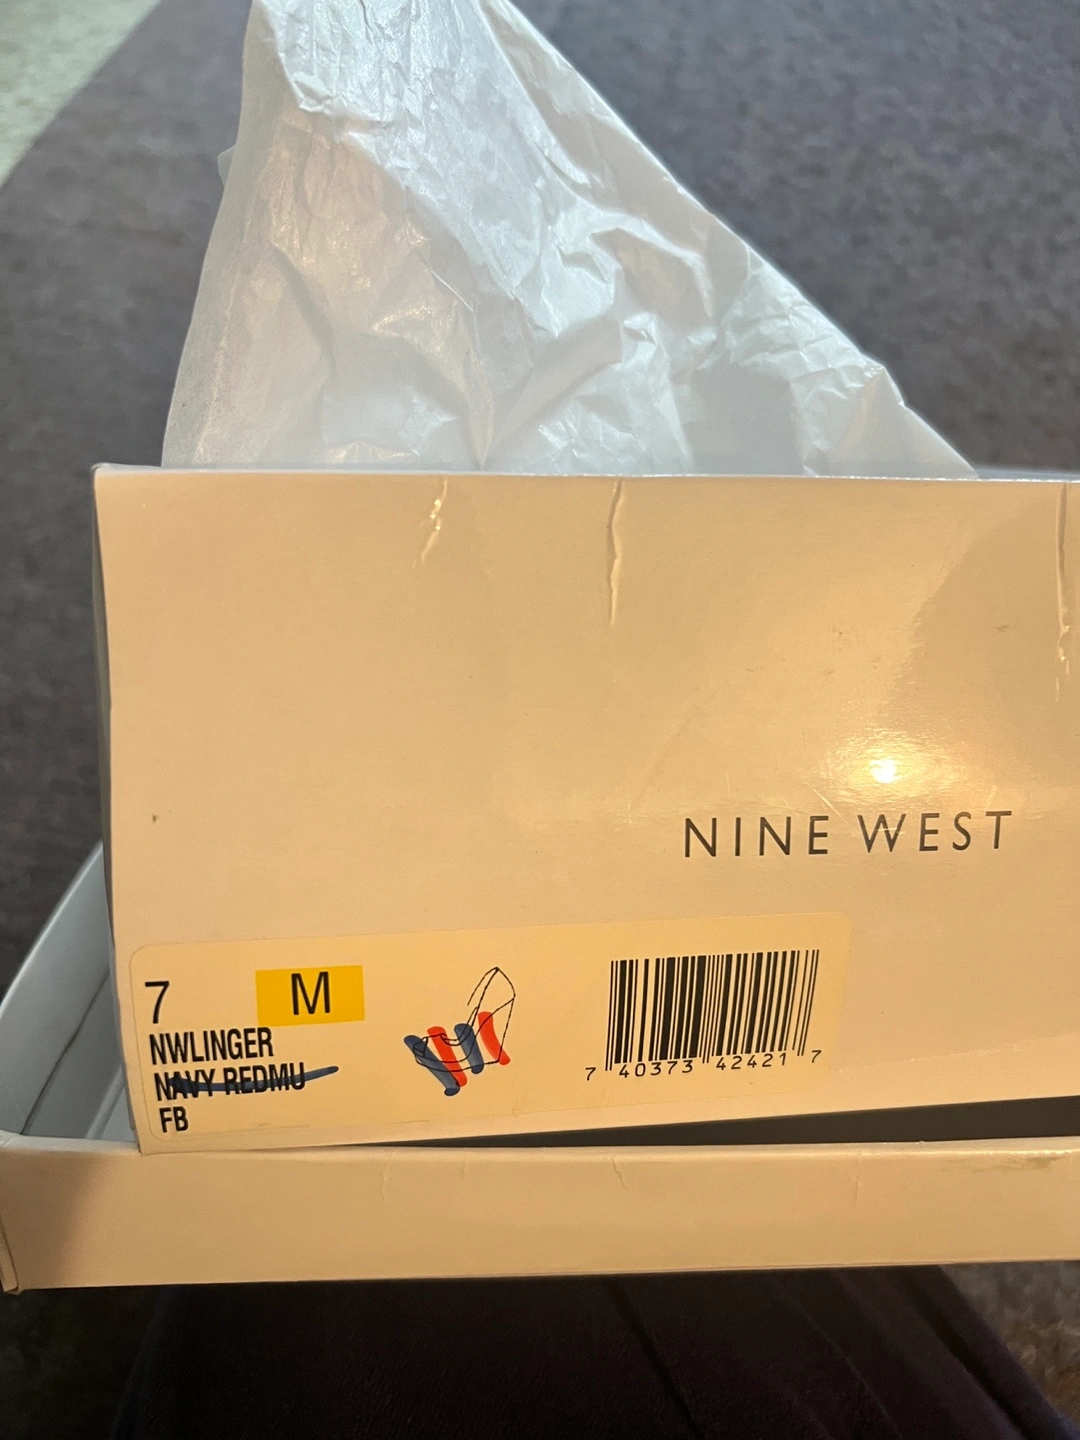 NINE WEST
7 M
NWLINGER
NAVY REDMU
FB
7 40373 42421 7